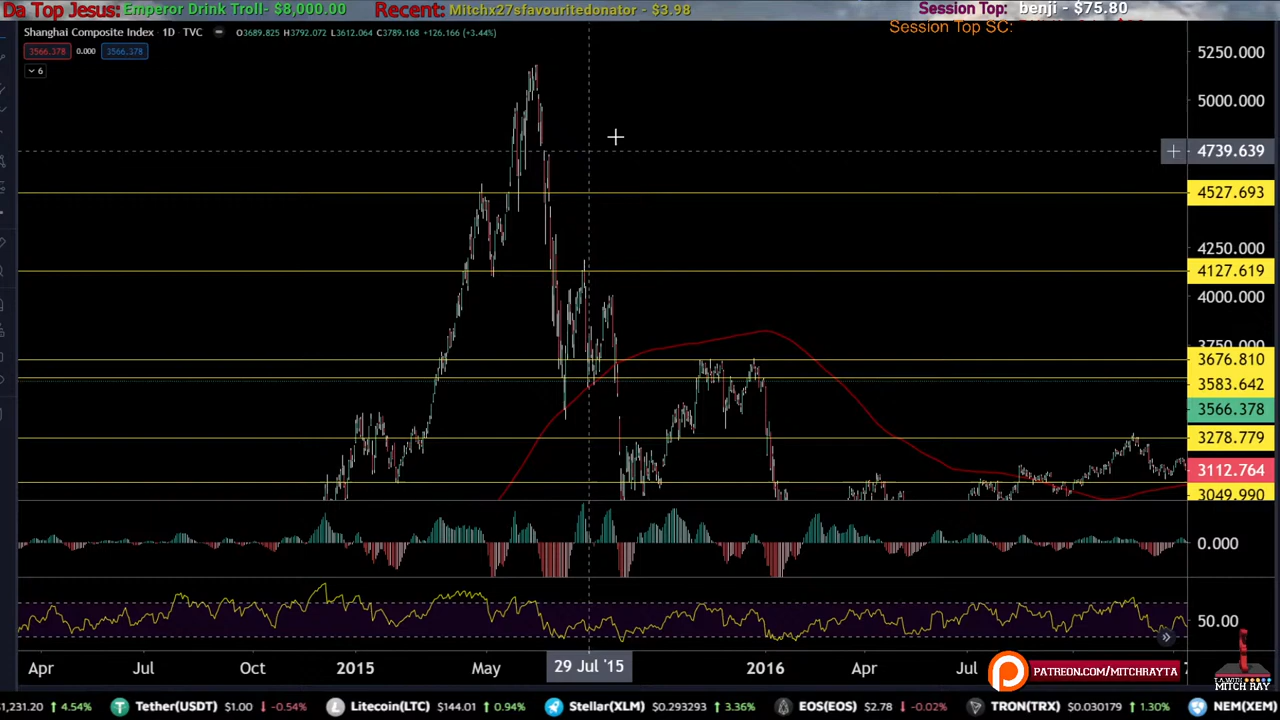 Da Top Jesus: Emperor Drink Troll- $8,000.00 Recent: Mitchx27sfavouritedonator - $3.98 Session Top: benji - $75.80
Session Top SC:
Shanghai Composite Index · 1D · TVC O3689.825 H3792.072 L3612.064 C3789.168 +126.166 (+3.44%)
3566.378 0.000 3566.378
6
5250.000
5000.000
4739.639
4527.693
4250.000
4127.619
4000.000
3750.000
3676.810
3583.642
3566.378
3278.779
3112.764
3049.990
0.000
50.00
Apr Jul Oct 2015 May 29 Jul '15 2016 Apr Jul
PATREON.COM/MITCHRAYTA
T.A WITH
MITCH RAY
1,231.20 4.54% Tether(USDT) $1.00 -0.54% Litecoin(LTC) $144.01 0.94% Stellar(XLM) $0.293293 3.36% EOS(EOS) $2.78 -0.02% TRON(TRX) $0.030179 1.30% NEM(XEM)